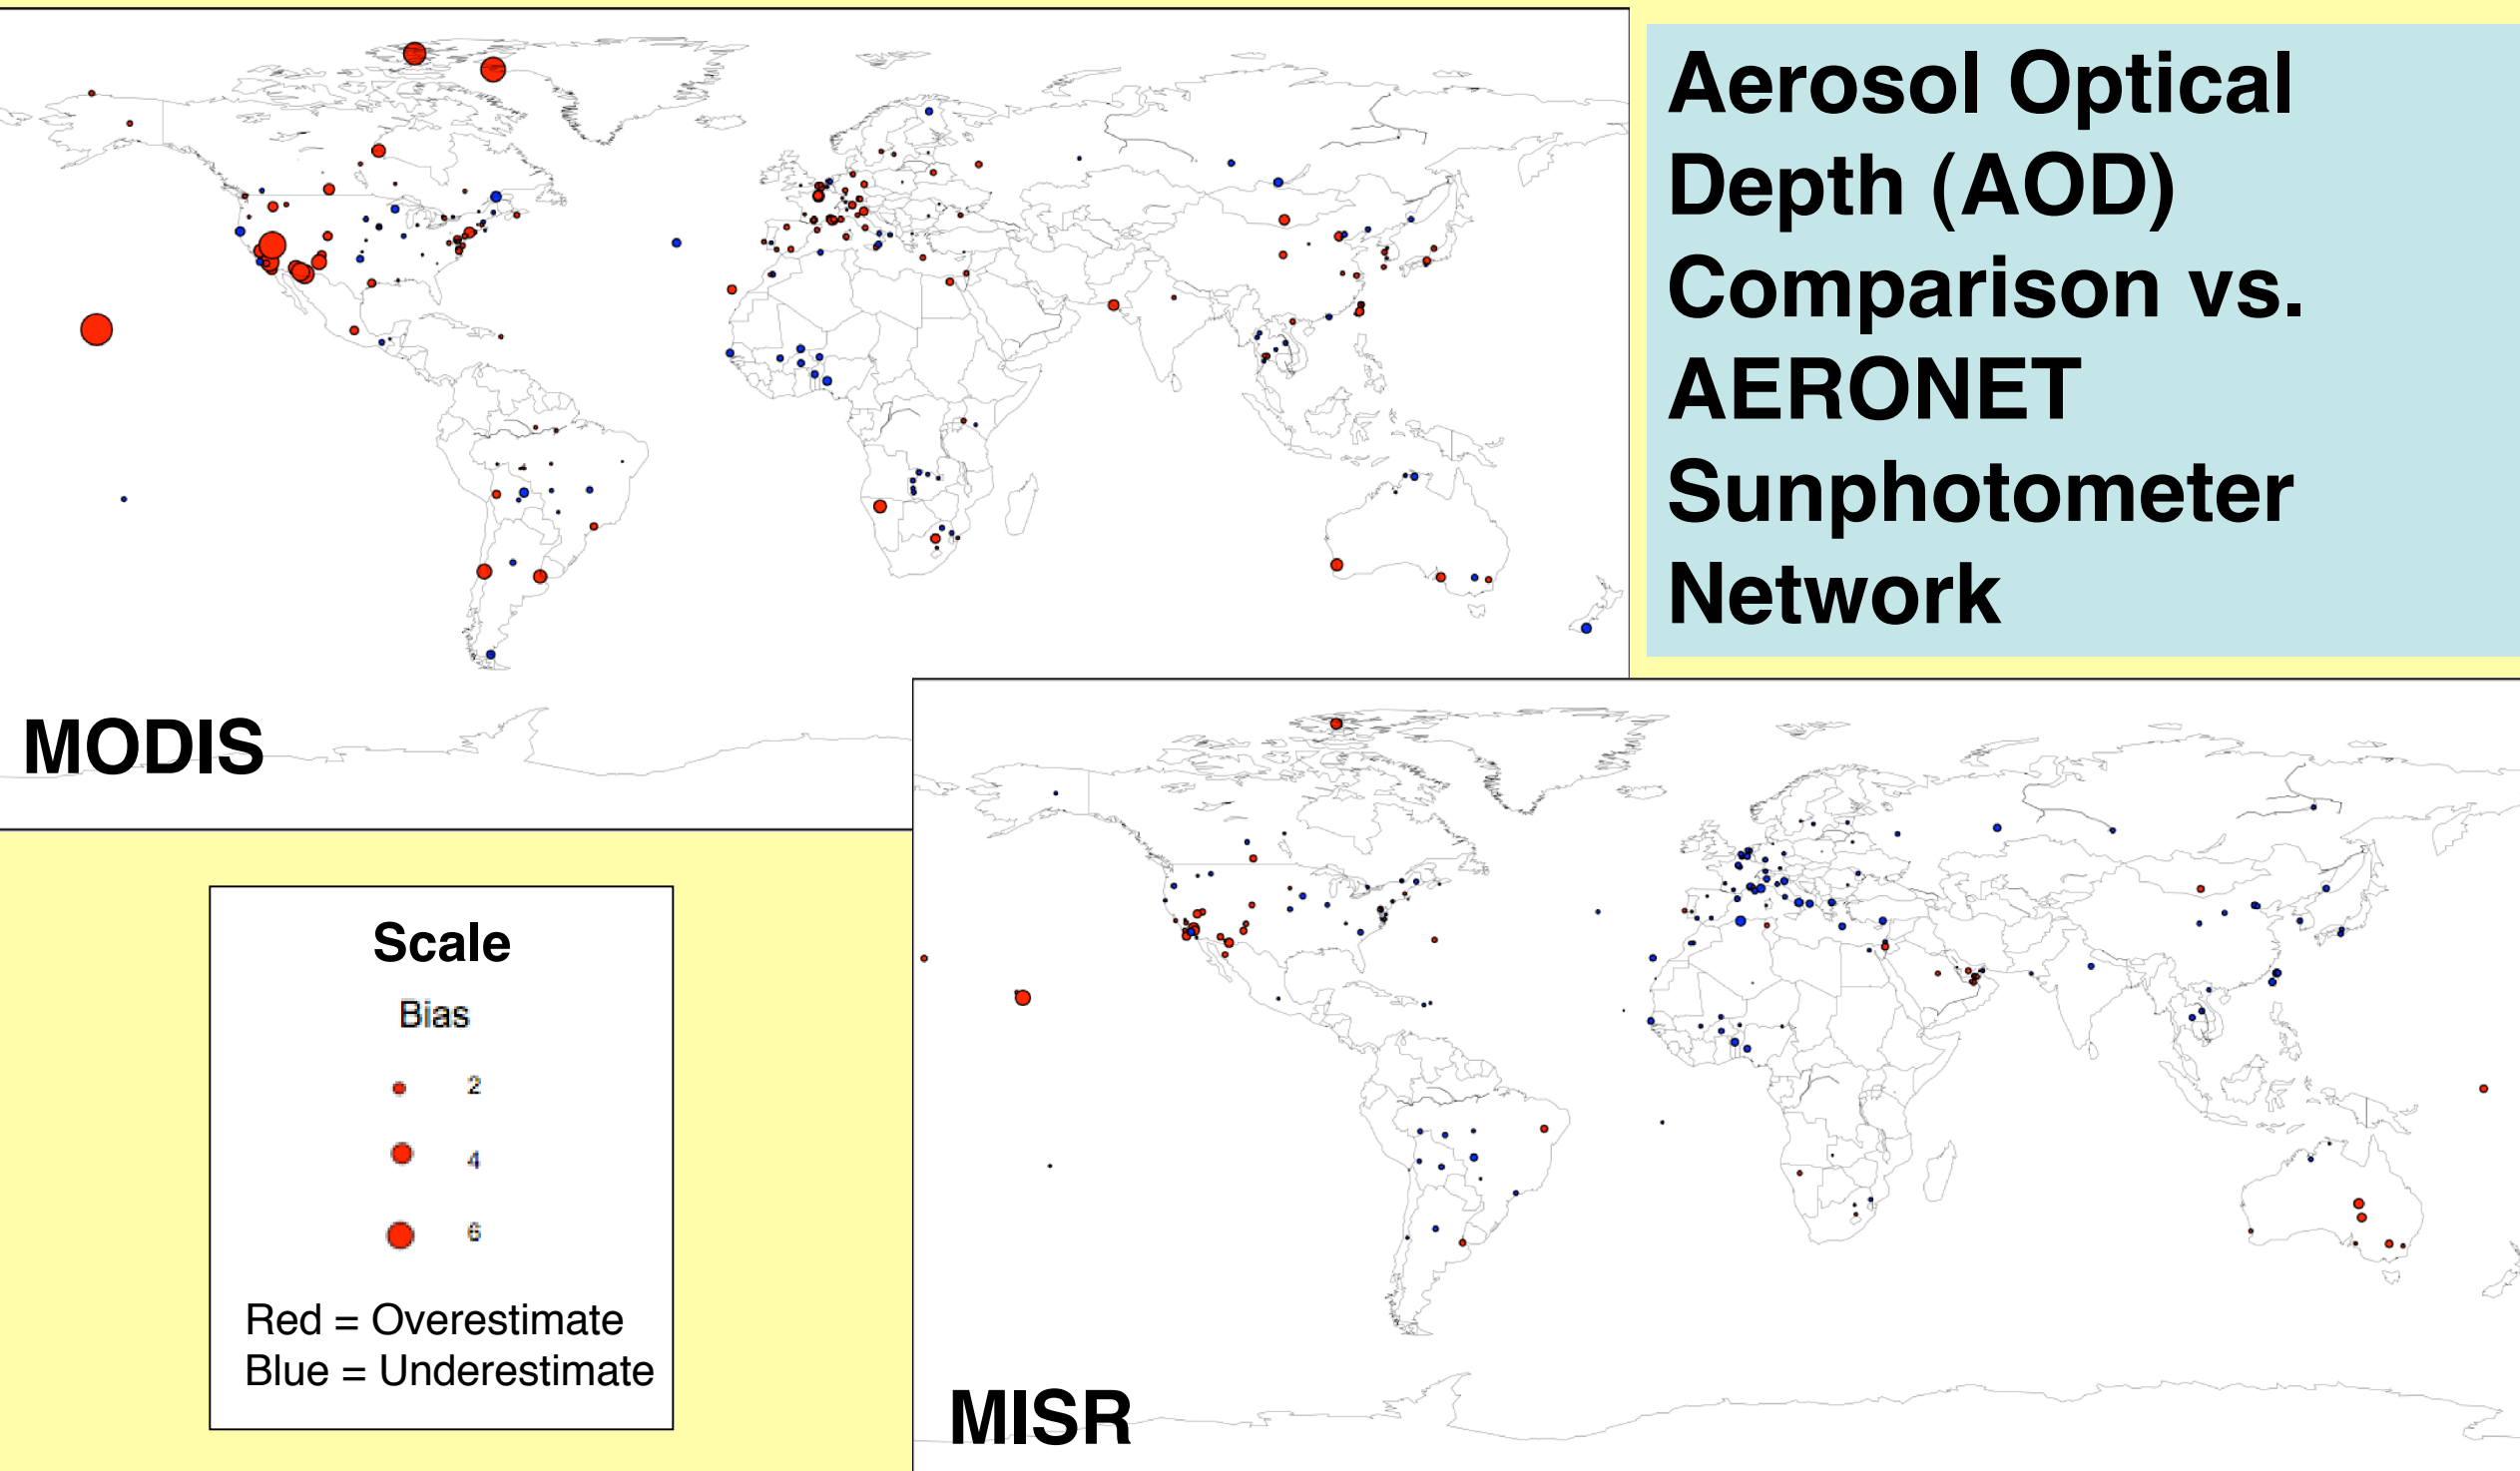 Aerosol Optical
Depth (AOD)
Comparison vs.
AERONET
Sunphotometer
Network
MODIS
Scale
Bias
2
4
6
Red = Overestimate
Blue = Underestimate
MISR